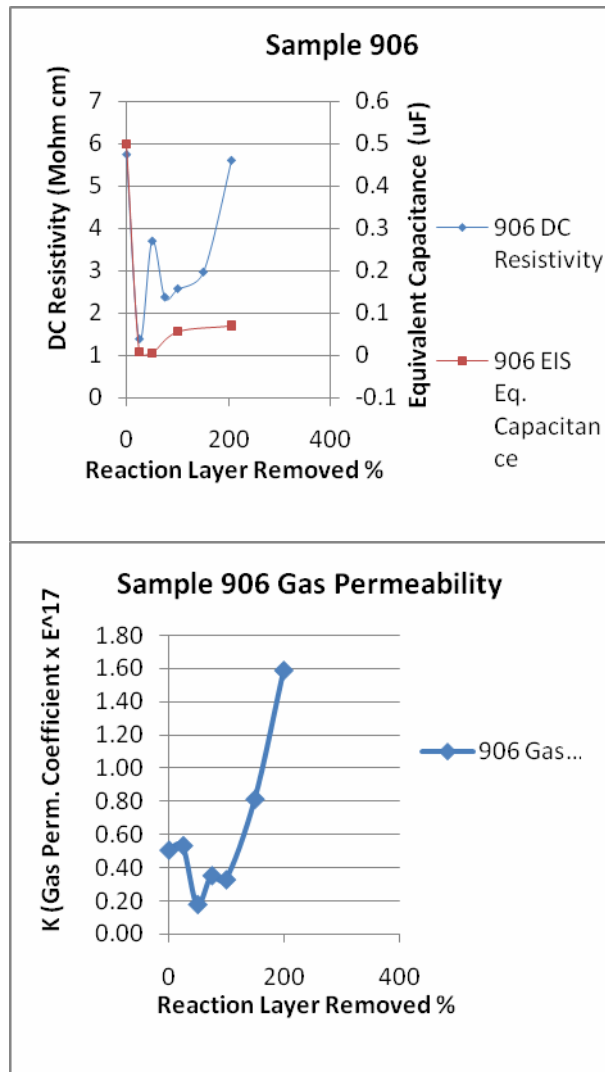 Sample 906
DC Resistivity (Mohm cm)
7
6
5
4
3
2
1
0
0.6
0.5
0.4
0.3
0.2
0.1
0
-0.1
Equivalent Capacitance (uF)
0
200
400
Reaction Layer Removed %
906 DC
Resistivity
906 EIS
Eq.
Capacitan
ce
Sample 906 Gas Permeability
K (Gas Perm. Coefficient x E^17
1.80
1.60
1.40
1.20
1.00
0.80
0.60
0.40
0.20
0.00
0
200
400
Reaction Layer Removed %
906 Gas...